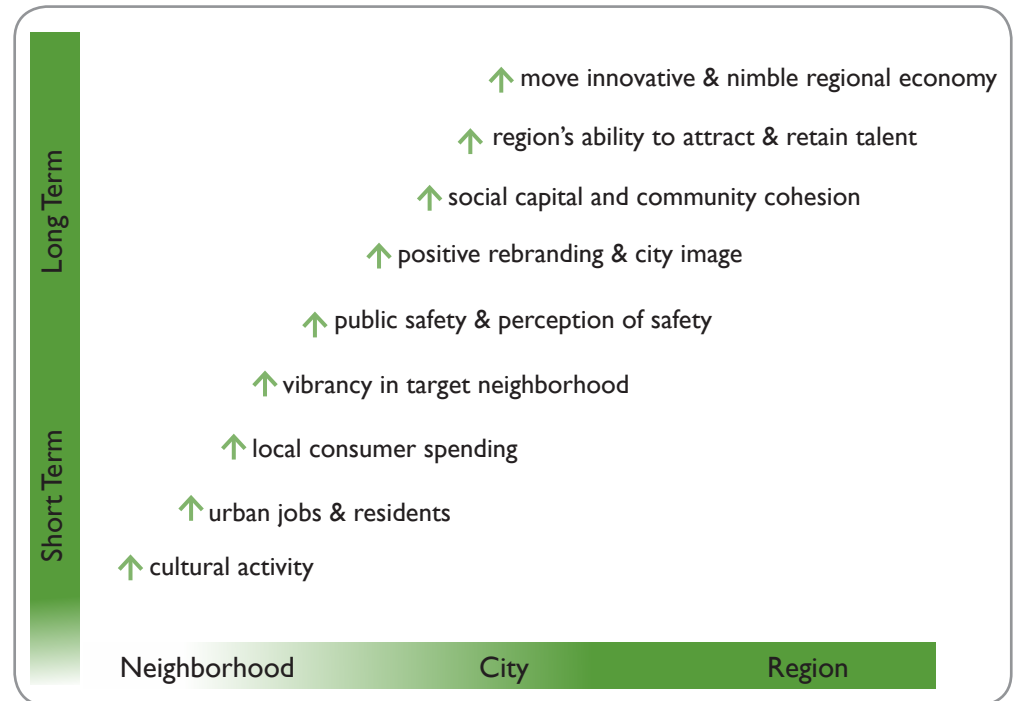 move innovative & nimble regional economy
region's ability to attract & retain talent
social capital and community cohesion
positive rebranding & city image
public safety & perception of safety
vibrancy in target neighborhood
local consumer spending
urban jobs & residents
cultural activity
Long Term
Short Term
Neighborhood City Region